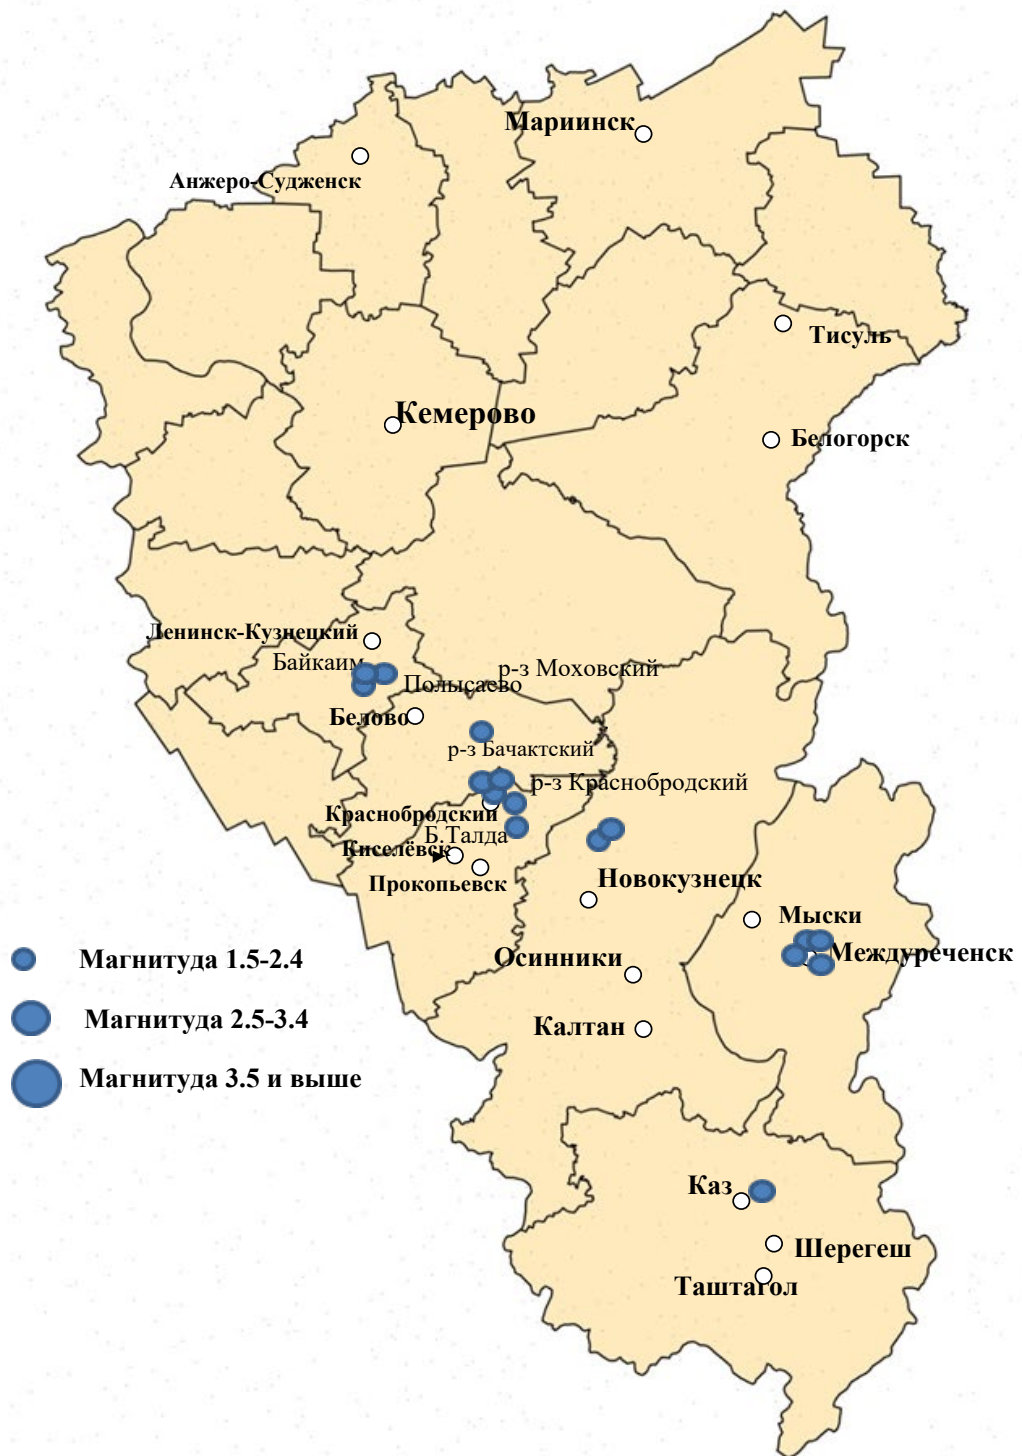 Мариинск
Анжеро-Судженск
Тисуль
Кемерово
Белогорск
Ленинск-Кузнецкий
Байкаим
р-з Моховский
Полысаево
Белово
р-з Бачактский
р-з Краснобродский
Краснобродский
Б.Талда
Киселёвск
Прокопьевск
Новокузнецк
Мыски
Междуреченск
Осинники
Магнитуда 1.5-2.4
Магнитуда 2.5-3.4
Калтан
Магнитуда 3.5 и выше
Каз
Шерегеш
Таштагол